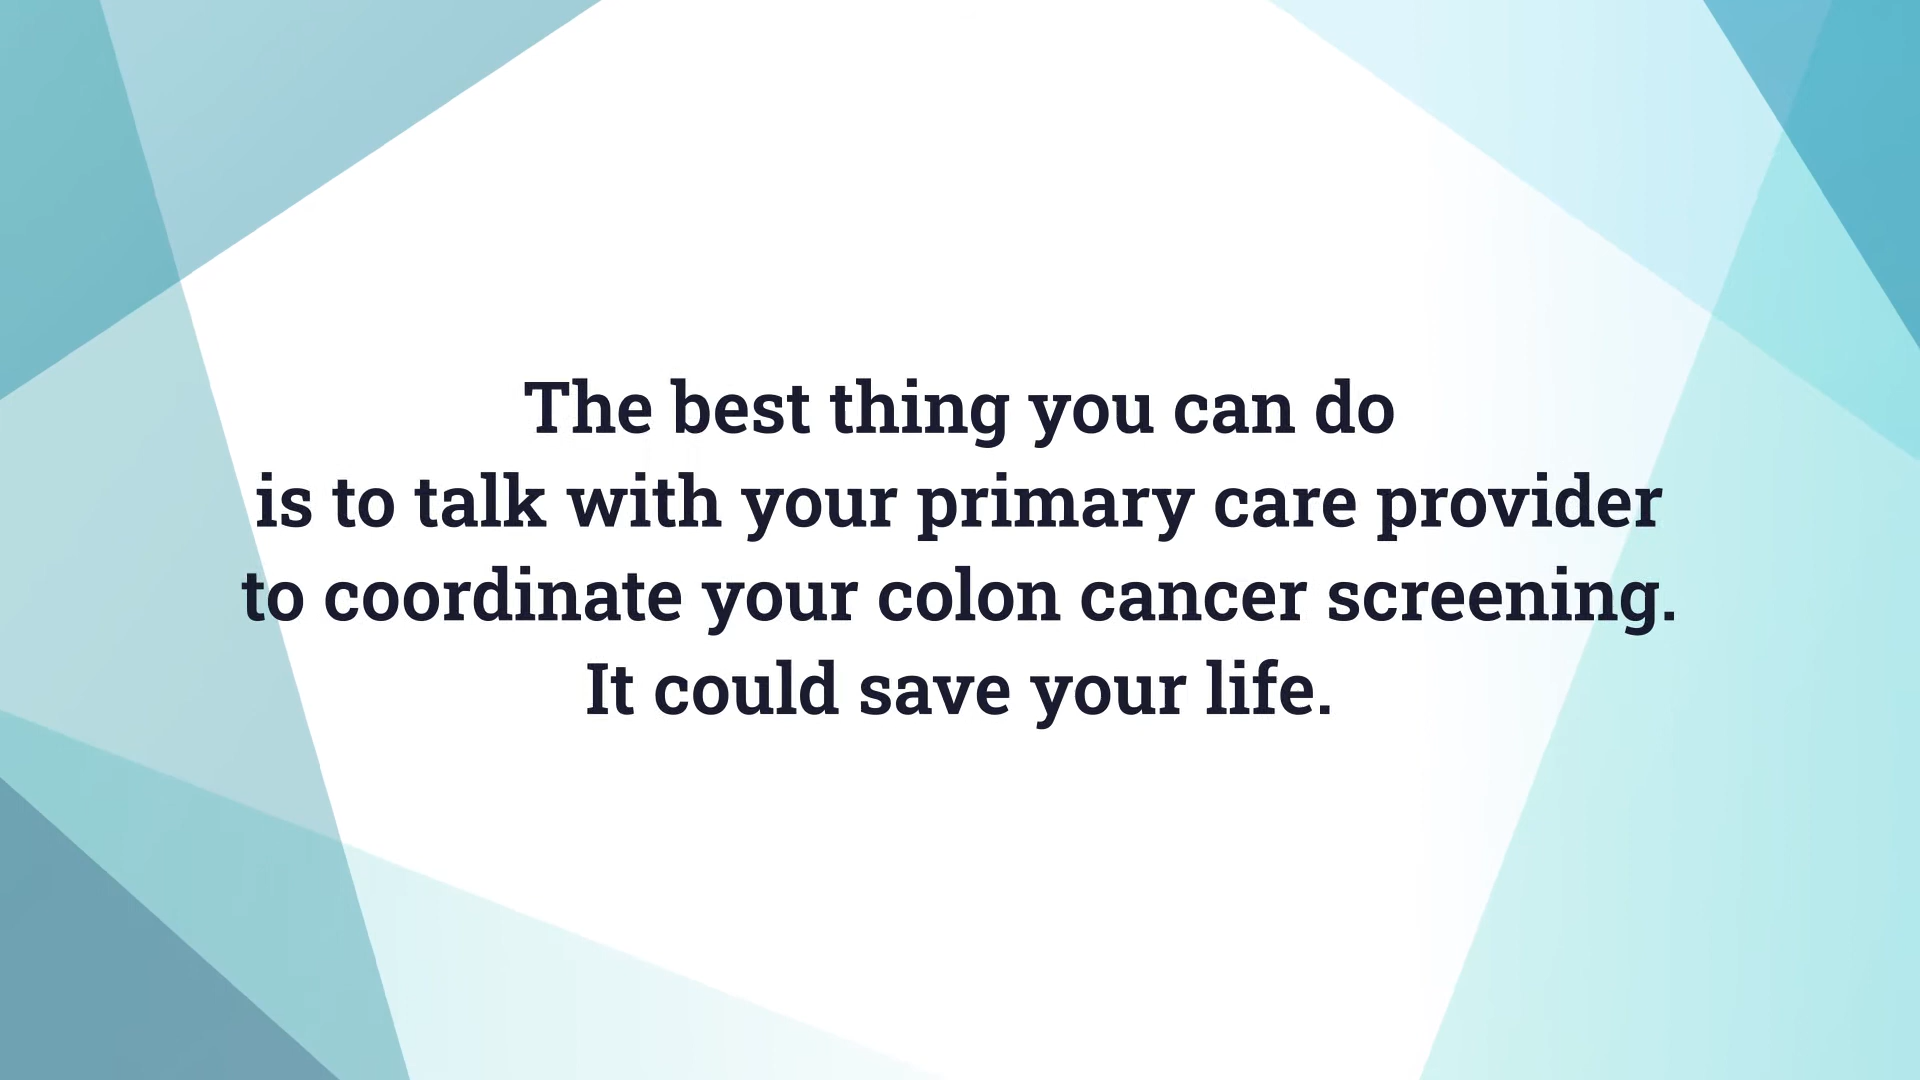 The best thing you can do
is to talk with your primary care provider
to coordinate your colon cancer screening.
It could save your life.